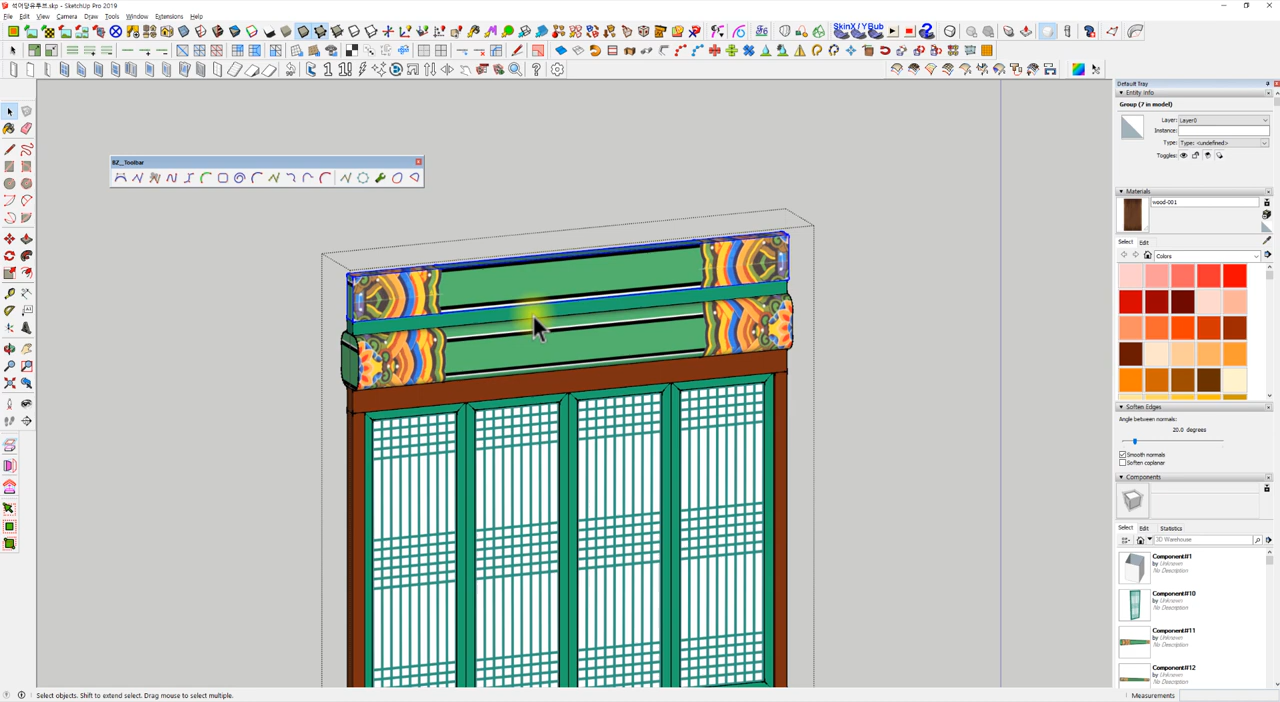 석어당유투브.skp - SketchUp Pro 2019
File Edit View Camera Draw Tools Window Extensions Help
BZ__Toolbar
Default Tray
Entity Info
Group (7 in model)
Layer: Layer0
Instance:
Type: Type: <undefined>
Toggles:
Materials
wood-001
Select Edit
Colors
Soften Edges
Angle between normals:
20.0 degrees
Smooth normals
Soften coplanar
Components
Select Edit Statistics
3D Warehouse
Component#1
by Unknown
No Description
Component#10
by Unknown
No Description
Component#11
by Unknown
No Description
Component#12
by Unknown
No Description
Select objects. Shift to extend select. Drag mouse to select multiple.
Measurements